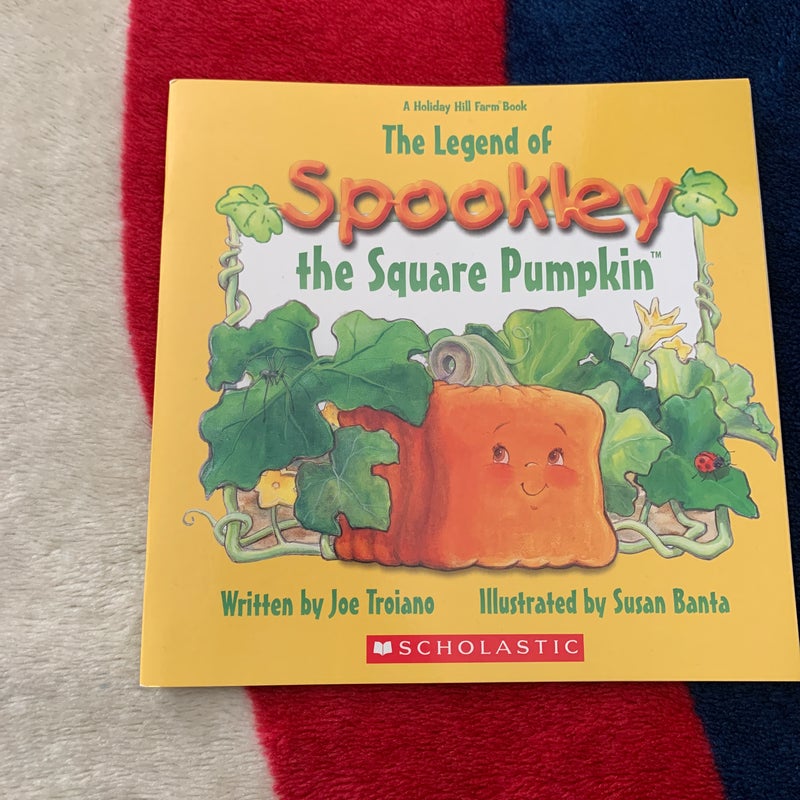 A Holiday Hill Farm™ Book
The Legend of
Spookley
the Square Pumpkin™
Written by Joe Troiano Illustrated by Susan Banta
SCHOLASTIC